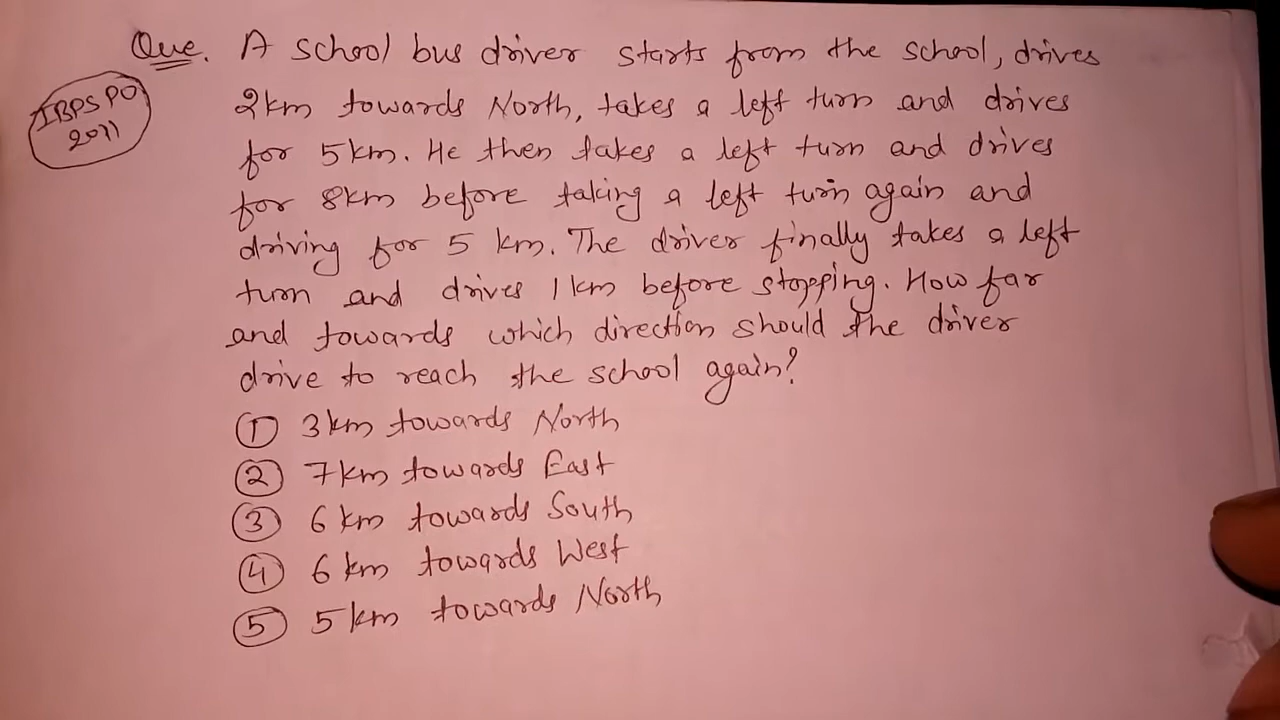 Que. A school bus driver starts from the school, drives
IBPS PO
2011
2km towards North, takes a left turn and drives
for 5km. He then takes a left turn and drives
for 8km before taking a left turn again and
driving for 5 km. The driver finally takes a left
turn and drives 1km before stopping. How far
and towards which direction should the driver
drive to reach the school again?
① 3km towards North
② 7km towards East
③ 6 km towards South
④ 6 km towards West
⑤ 5 km towards North